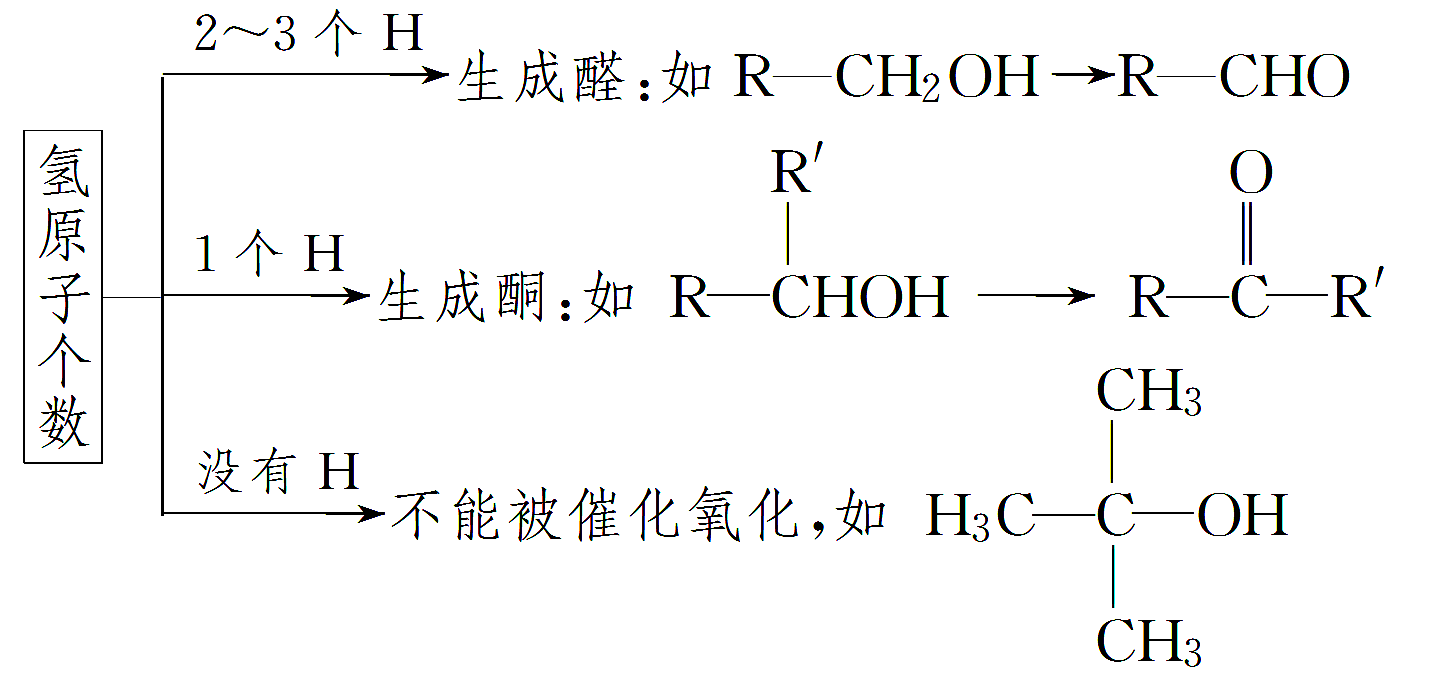 氢原子个数
2～3 个 H
生成醛:如 R—CH₂OH→R—CHO
1 个 H
生成酮:如 R—CHOH → R—C—R′
R′
O
没有 H
不能被催化氧化,如 H₃C—C—OH
CH₃
CH₃